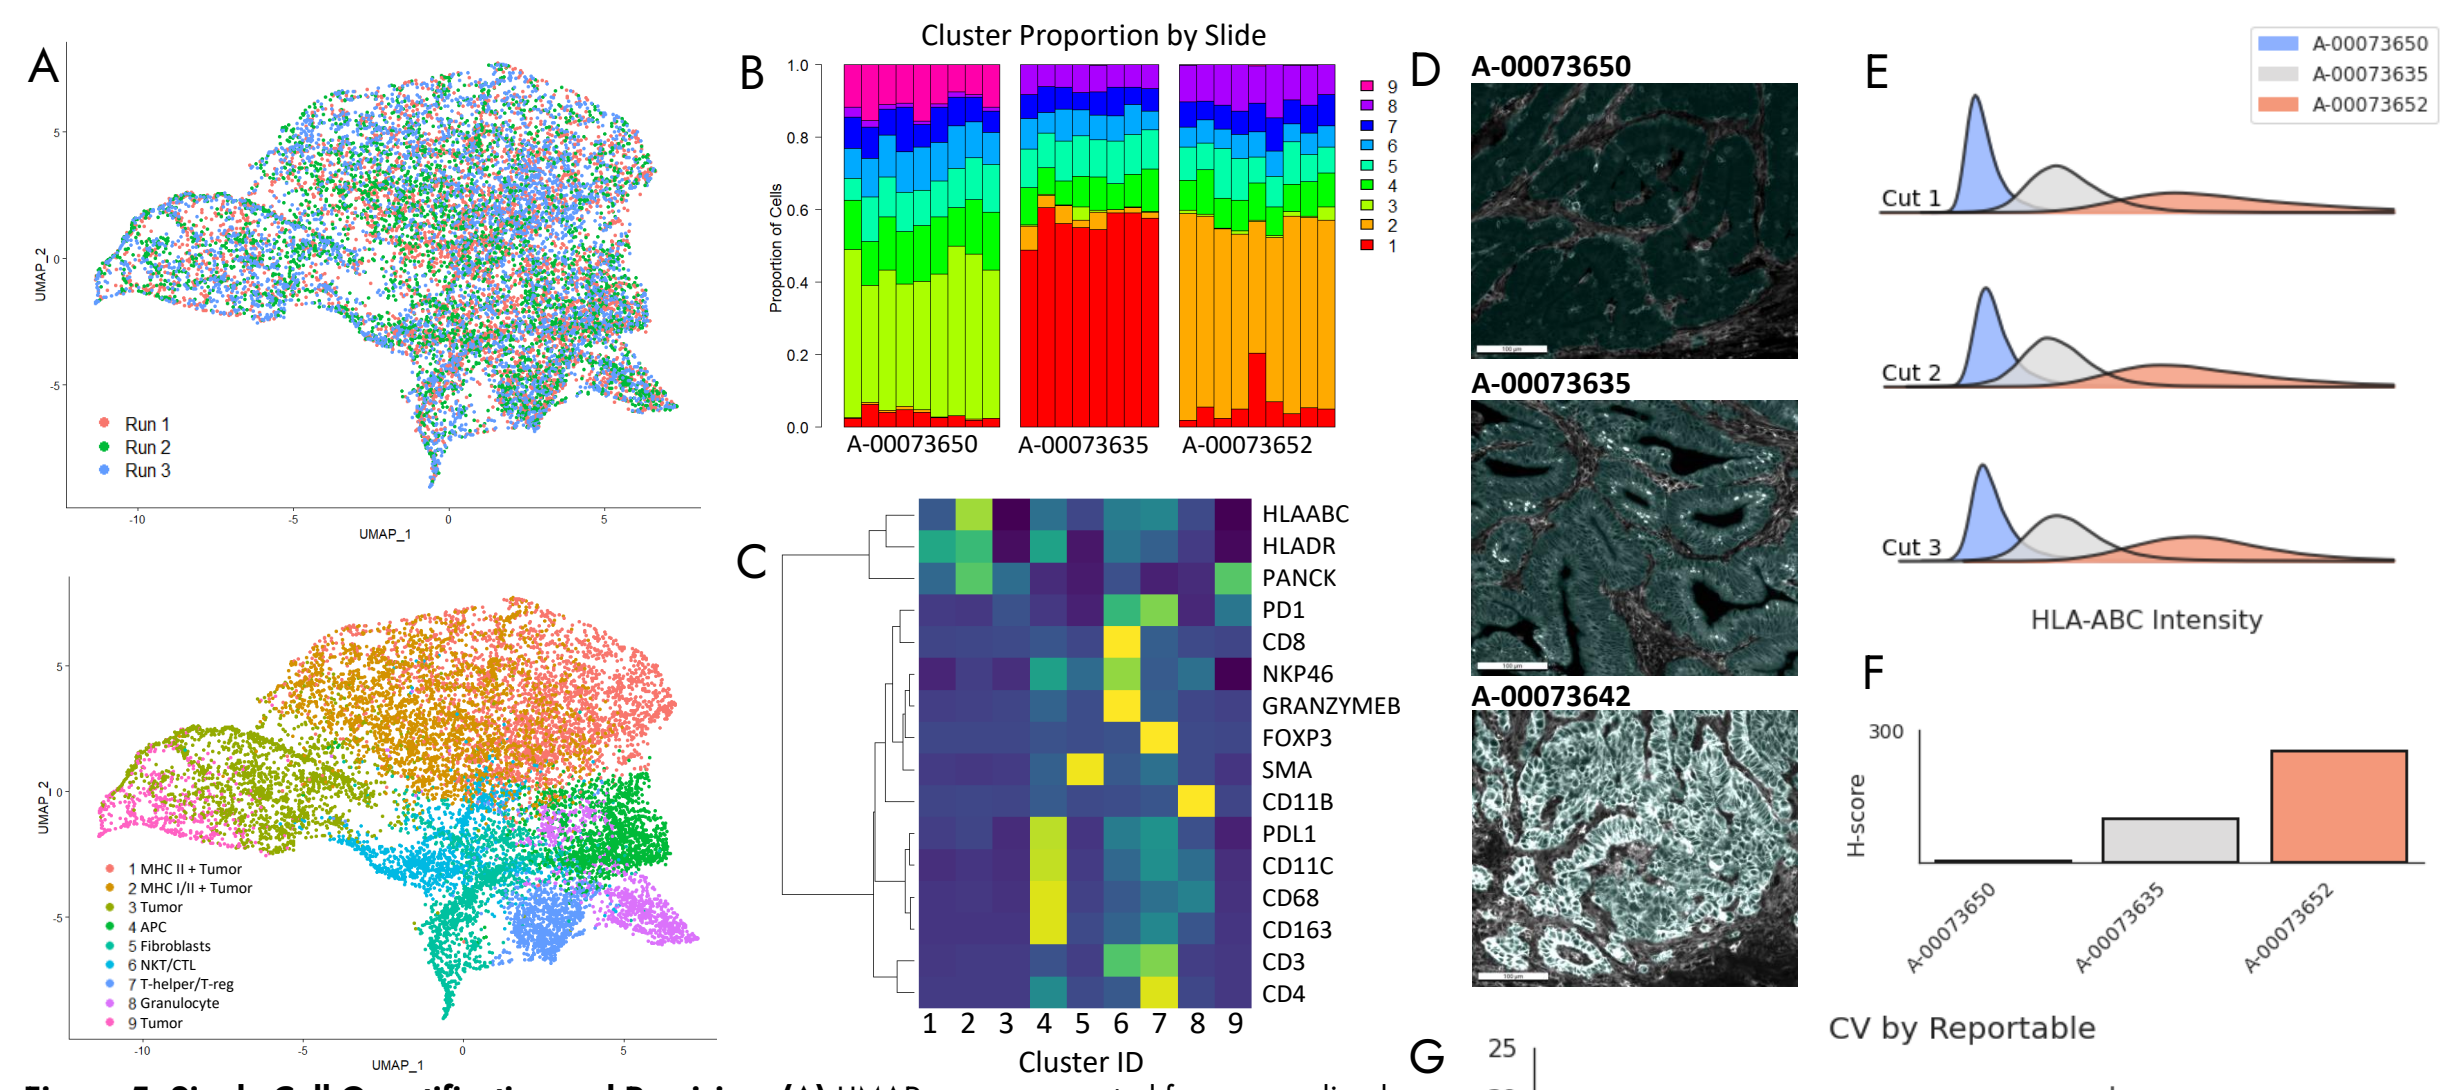 A
5
0
-5
UMAP_2
Run 1
Run 2
Run 3
-10
-5
0
5
UMAP_1
5
0
-5
UMAP_2
1 MHC II + Tumor
2 MHC I/II + Tumor
3 Tumor
4 APC
5 Fibroblasts
6 NKT/CTL
7 T-helper/T-reg
8 Granulocyte
9 Tumor
-10
-5
0
5
UMAP_1
B
Cluster Proportion by Slide
Proportion of Cells
1.0
0.8
0.6
0.4
0.2
0.0
A-00073650
A-00073635
A-00073652
9
8
7
6
5
4
3
2
1
C
HLAABC
HLADR
PANCK
PD1
CD8
NKP46
GRANZYMEB
FOXP3
SMA
CD11B
PDL1
CD11C
CD68
CD163
CD3
CD4
1 2 3 4 5 6 7 8 9
Cluster ID
D
A-00073650
100 µm
A-00073635
100 µm
A-00073642
100 µm
E
A-00073650
A-00073635
A-00073652
Cut 1
Cut 2
Cut 3
HLA-ABC Intensity
F
300
H-score
A-00073650
A-00073635
A-00073652
G
CV by Reportable
25